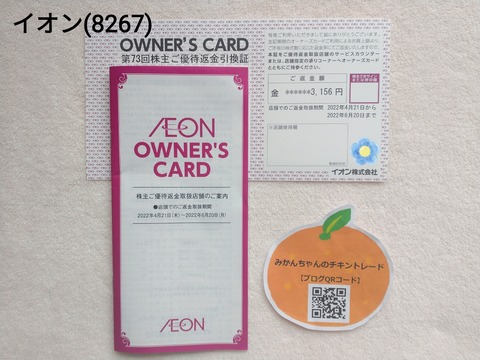 イオン(8267)
OWNER'S CARD
第73回株主ご優待返金引換証
ご返金額
金 ******3,156円
店頭でのご返金取扱期間 2022年4月21日から
2022年6月20日まで
イオン株式会社
ÆON
OWNER'S
CARD
株主ご優待返金取扱店舗のご案内
●店頭でのご返金取扱期間
2022年4月21日(木)~2022年6月20日(月)
ÆON
みかんちゃんのチキントレード
【ブログQRコード】